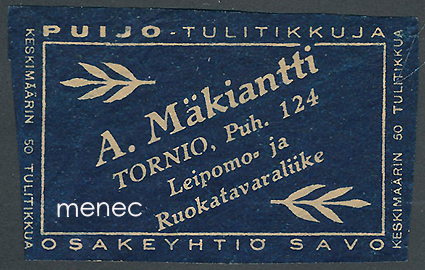 PUIJO-TULITIKKUJA
KESKIMÄÄRIN 50 TULITIKKUA
A. Mäkiantti
TORNIO, Puh. 124
Leipomo- ja
Ruokatavaraliike
menec
KESKIMÄÄRIN 50 TULITIKKUA
OSAKEYHTIÖ SAVO